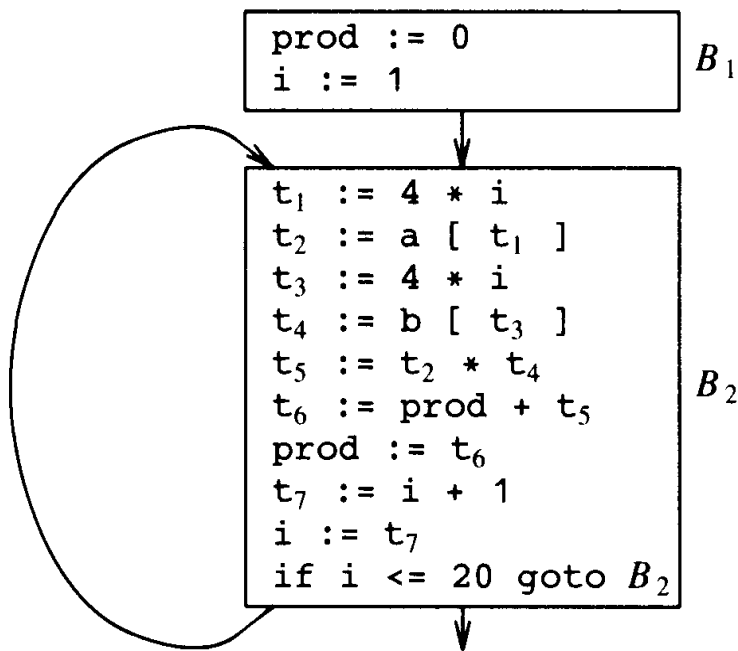 prod := 0
i := 1
B₁
t₁ := 4 * i
t₂ := a [ t₁ ]
t₃ := 4 * i
t₄ := b [ t₃ ]
t₅ := t₂ * t₄
t₆ := prod + t₅
prod := t₆
t₇ := i + 1
i := t₇
if i <= 20 goto B₂
B₂